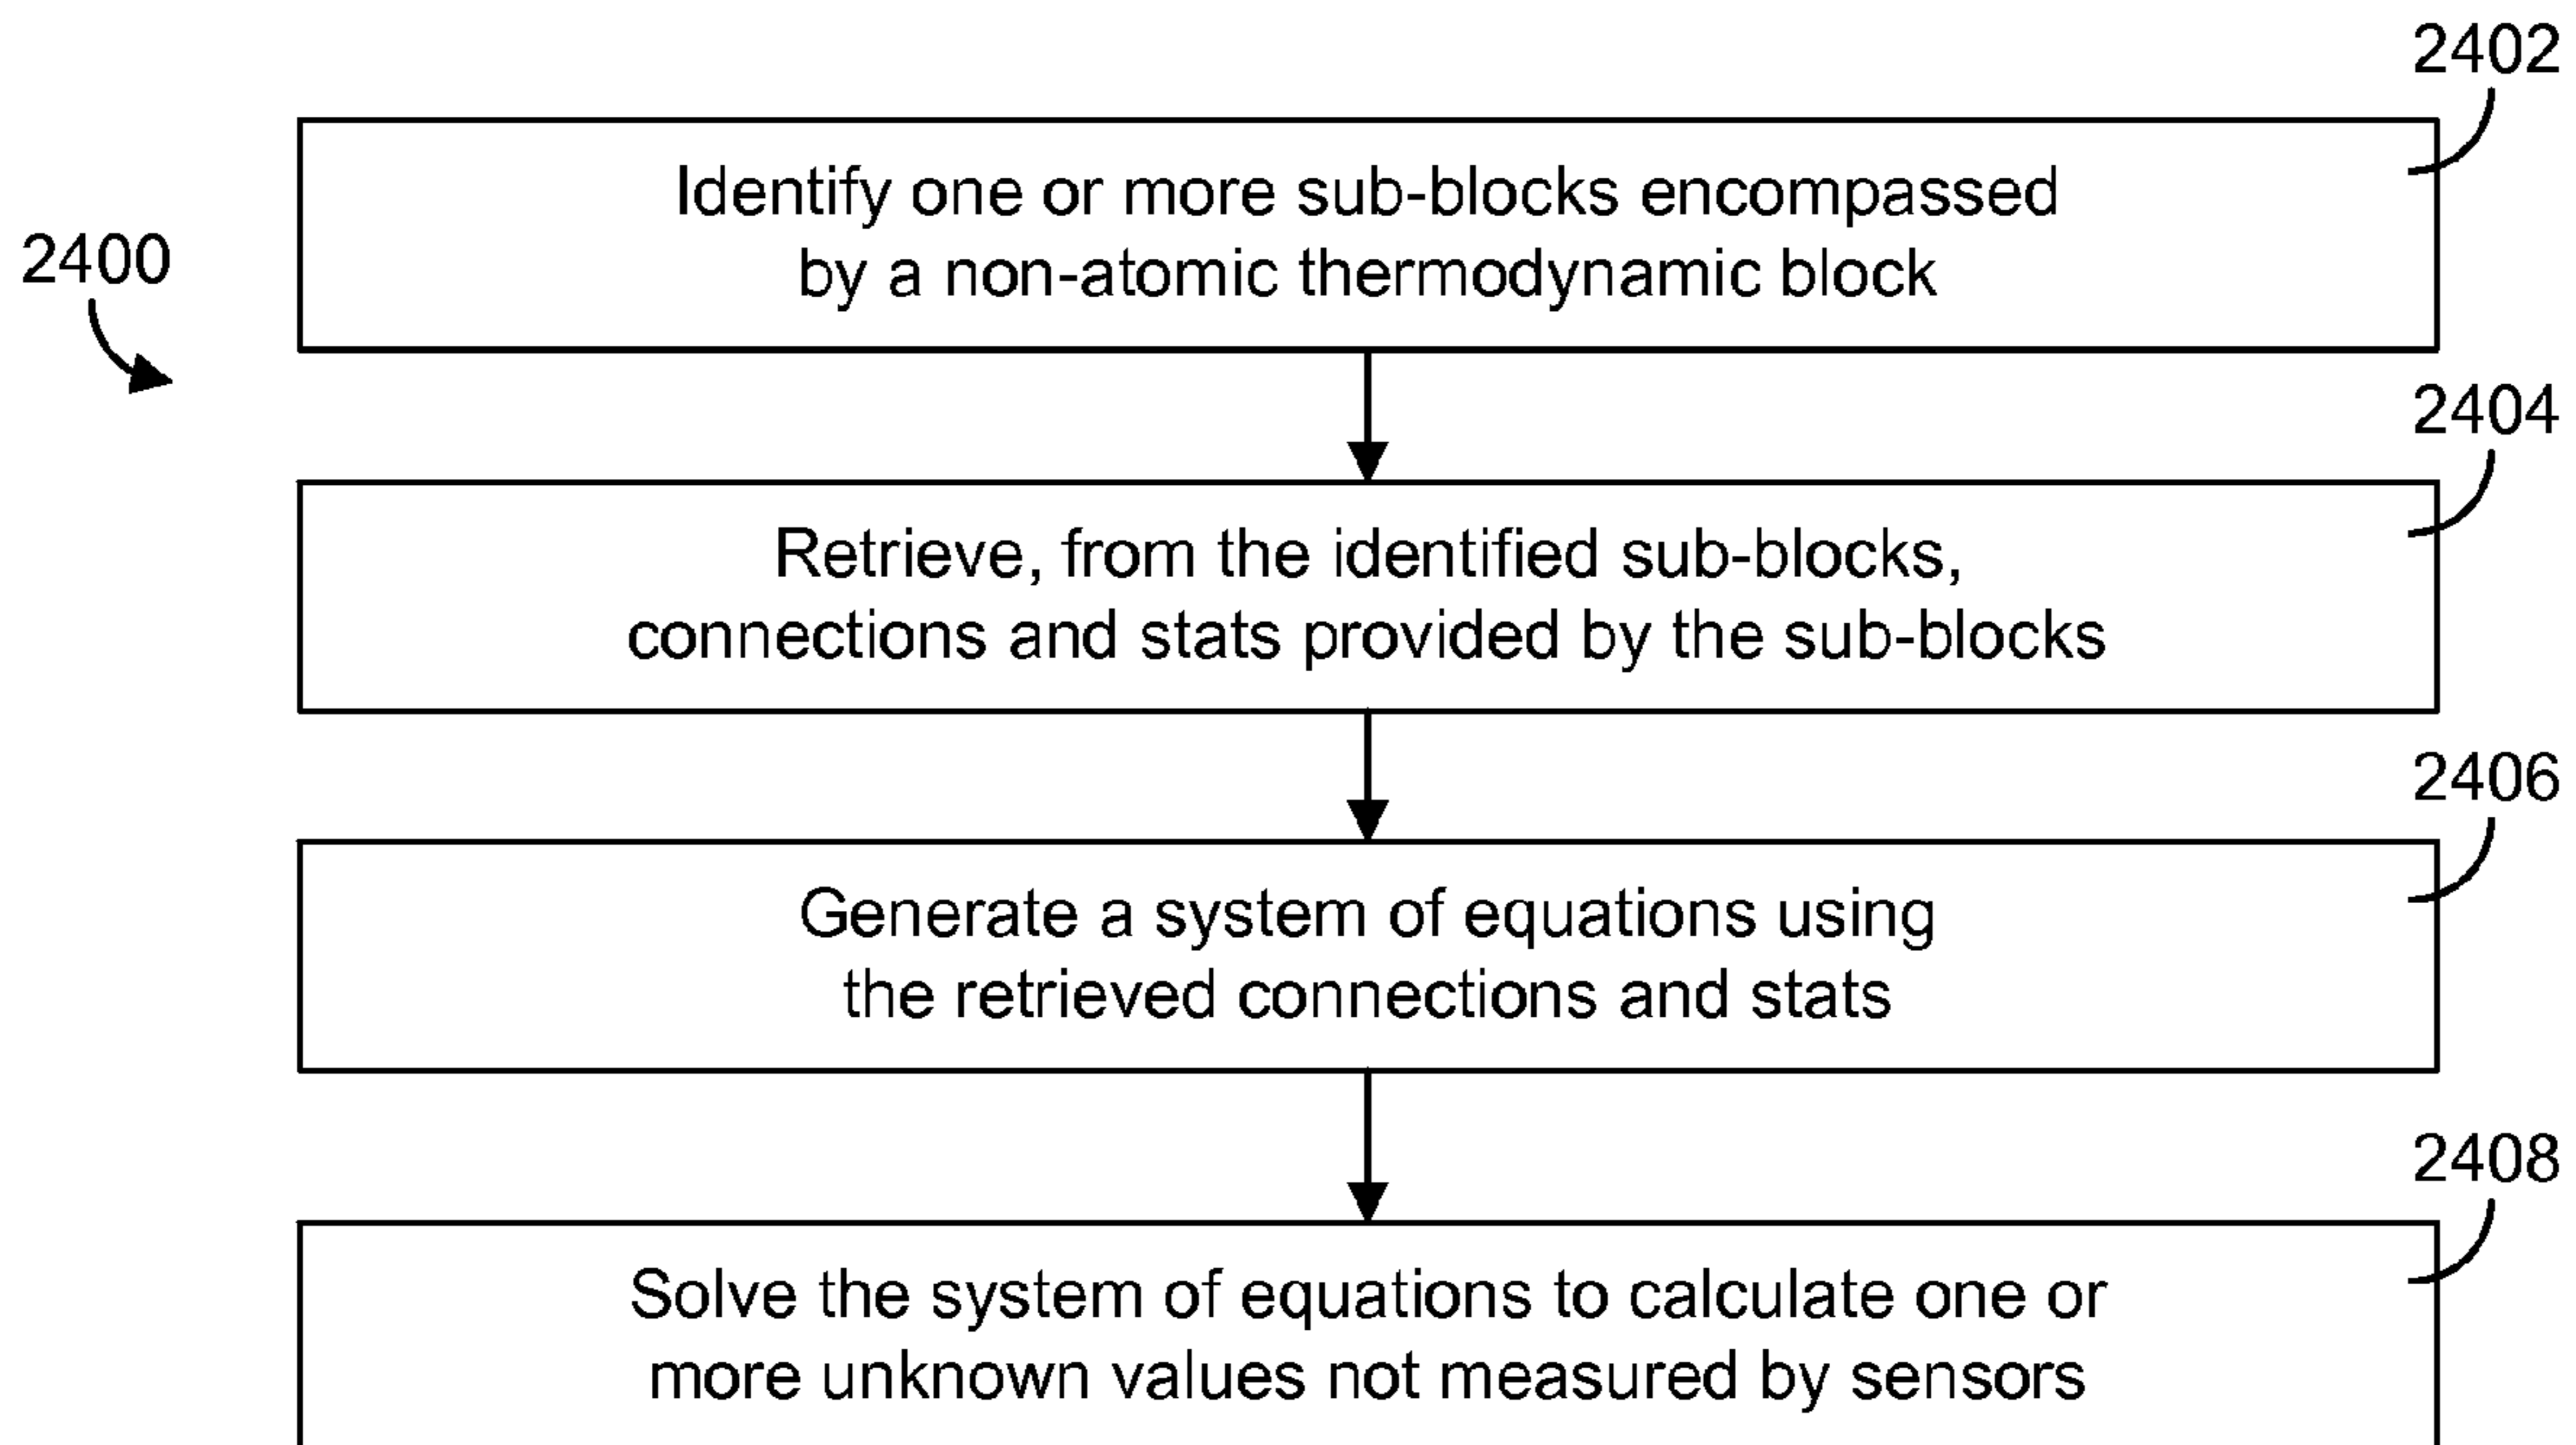 2402
Identify one or more sub-blocks encompassed
by a non-atomic thermodynamic block
2400
2404
Retrieve, from the identified sub-blocks,
connections and stats provided by the sub-blocks
2406
Generate a system of equations using
the retrieved connections and stats
2408
Solve the system of equations to calculate one or
more unknown values not measured by sensors